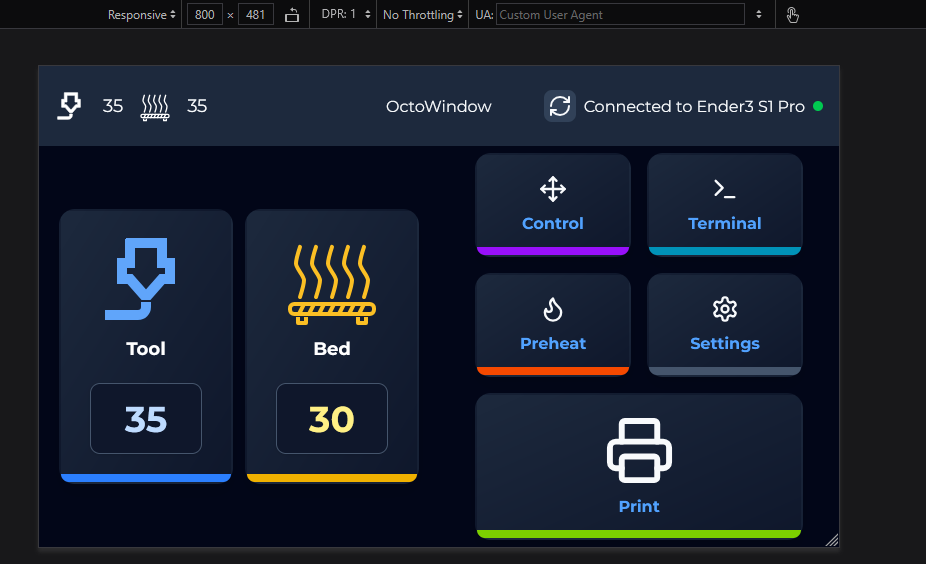 Responsive 800 x 481 DPR: 1 No Throttling UA: Custom User Agent
35 35 OctoWindow Connected to Ender3 S1 Pro
Control Terminal
Tool Bed
35 30
Preheat Settings
Print